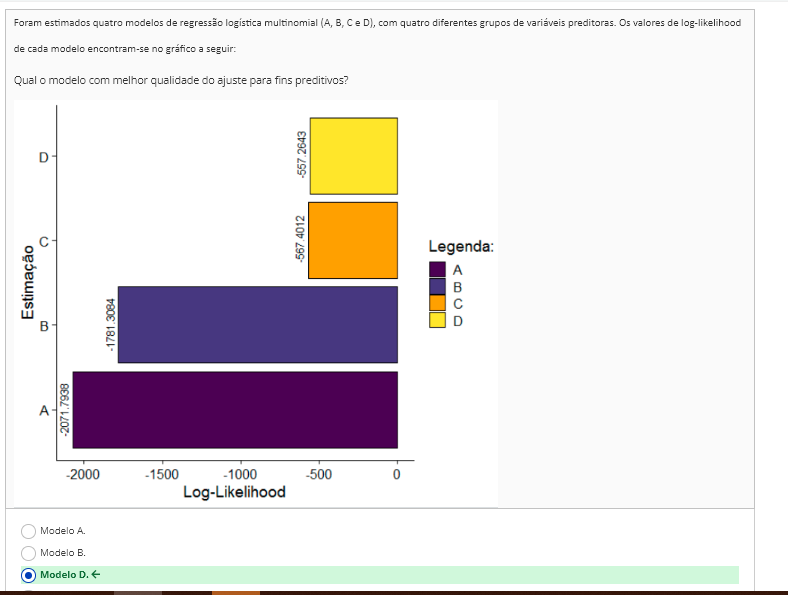 Foram estimados quatro modelos de regressão logística multinomial (A, B, C e D), com quatro diferentes grupos de variáveis preditoras. Os valores de log-likelihood
de cada modelo encontram-se no gráfico a seguir:
Qual o modelo com melhor qualidade do ajuste para fins preditivos?
D
-557.2643
C
-567.4012
B
-1781.3084
A
-2071.7938
Estimação
-2000 -1500 -1000 -500 0
Log-Likelihood
Legenda:
A
B
C
D
Modelo A.
Modelo B.
Modelo D. ←